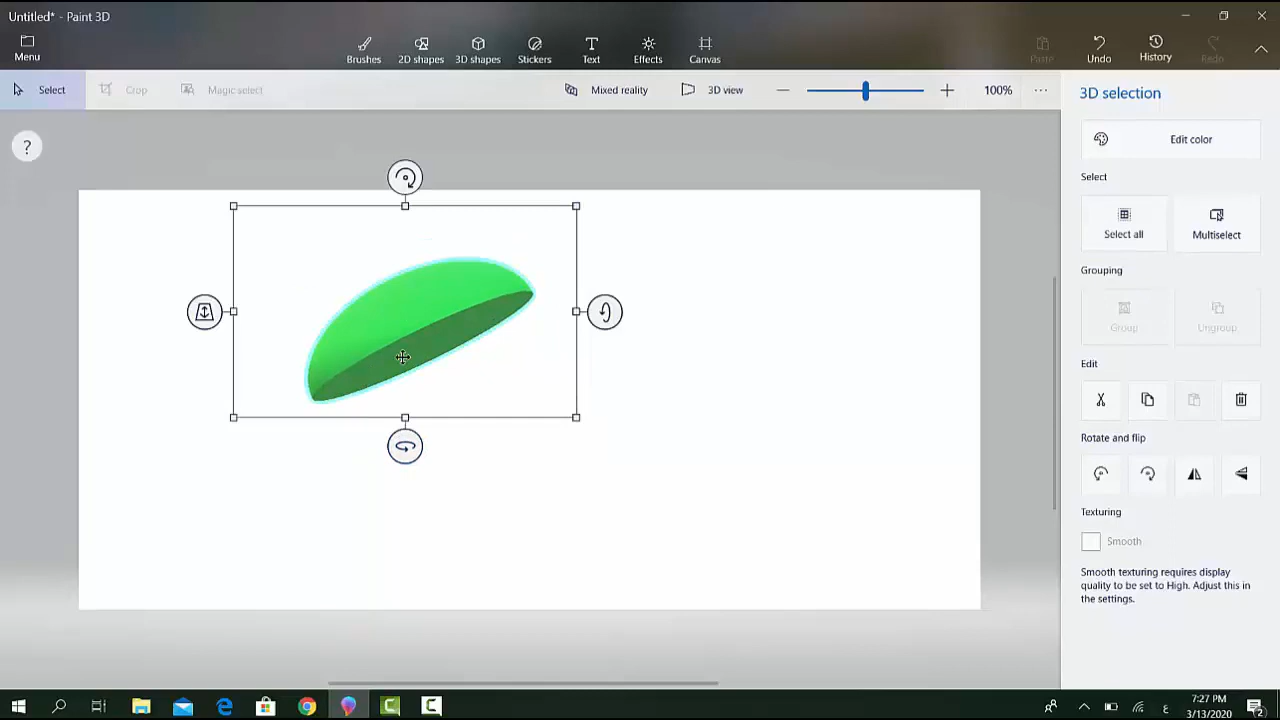 Untitled* - Paint 3D
Menu
Brushes
2D shapes
3D shapes
Stickers
Text
Effects
Canvas
Paste
Undo
History
Redo
Select
Crop
Magic select
Mixed reality
3D view
100%
3D selection
?
Edit color
Select
Select all
Multiselect
Grouping
Group
Ungroup
Edit
Rotate and flip
Texturing
Smooth
Smooth texturing requires display
quality to be set to High. Adjust this in
the settings.
7:27 PM
ع
3/13/2020
2